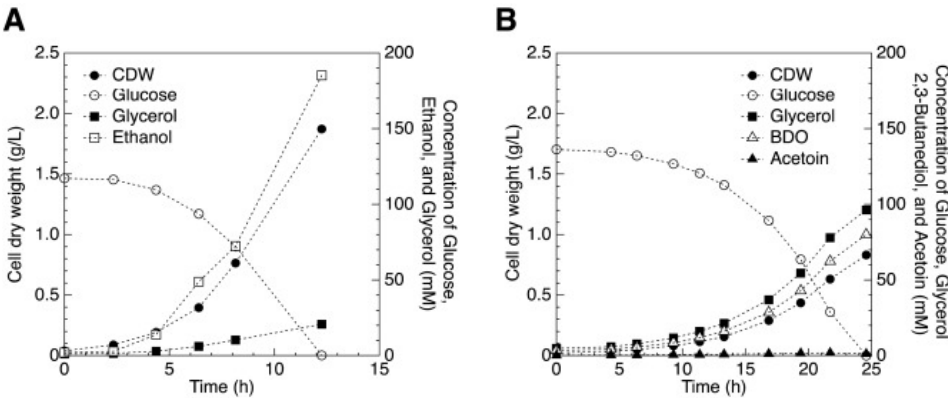 A
2.5
2.0
1.5
1.0
0.5
0
Cell dry weight (g/L)
CDW
Glucose
Glycerol
Ethanol
200
150
100
50
0
Concentration of Glucose,
Ethanol, and Glycerol (mM)
0
5
10
15
Time (h)
B
2.5
2.0
1.5
1.0
0.5
0
Cell dry weight (g/L)
CDW
Glucose
Glycerol
BDO
Acetoin
200
150
100
50
0
Concentration of Glucose, Glycerol
2,3-Butanediol, and Acetoin (mM)
0
5
10
15
20
25
Time (h)